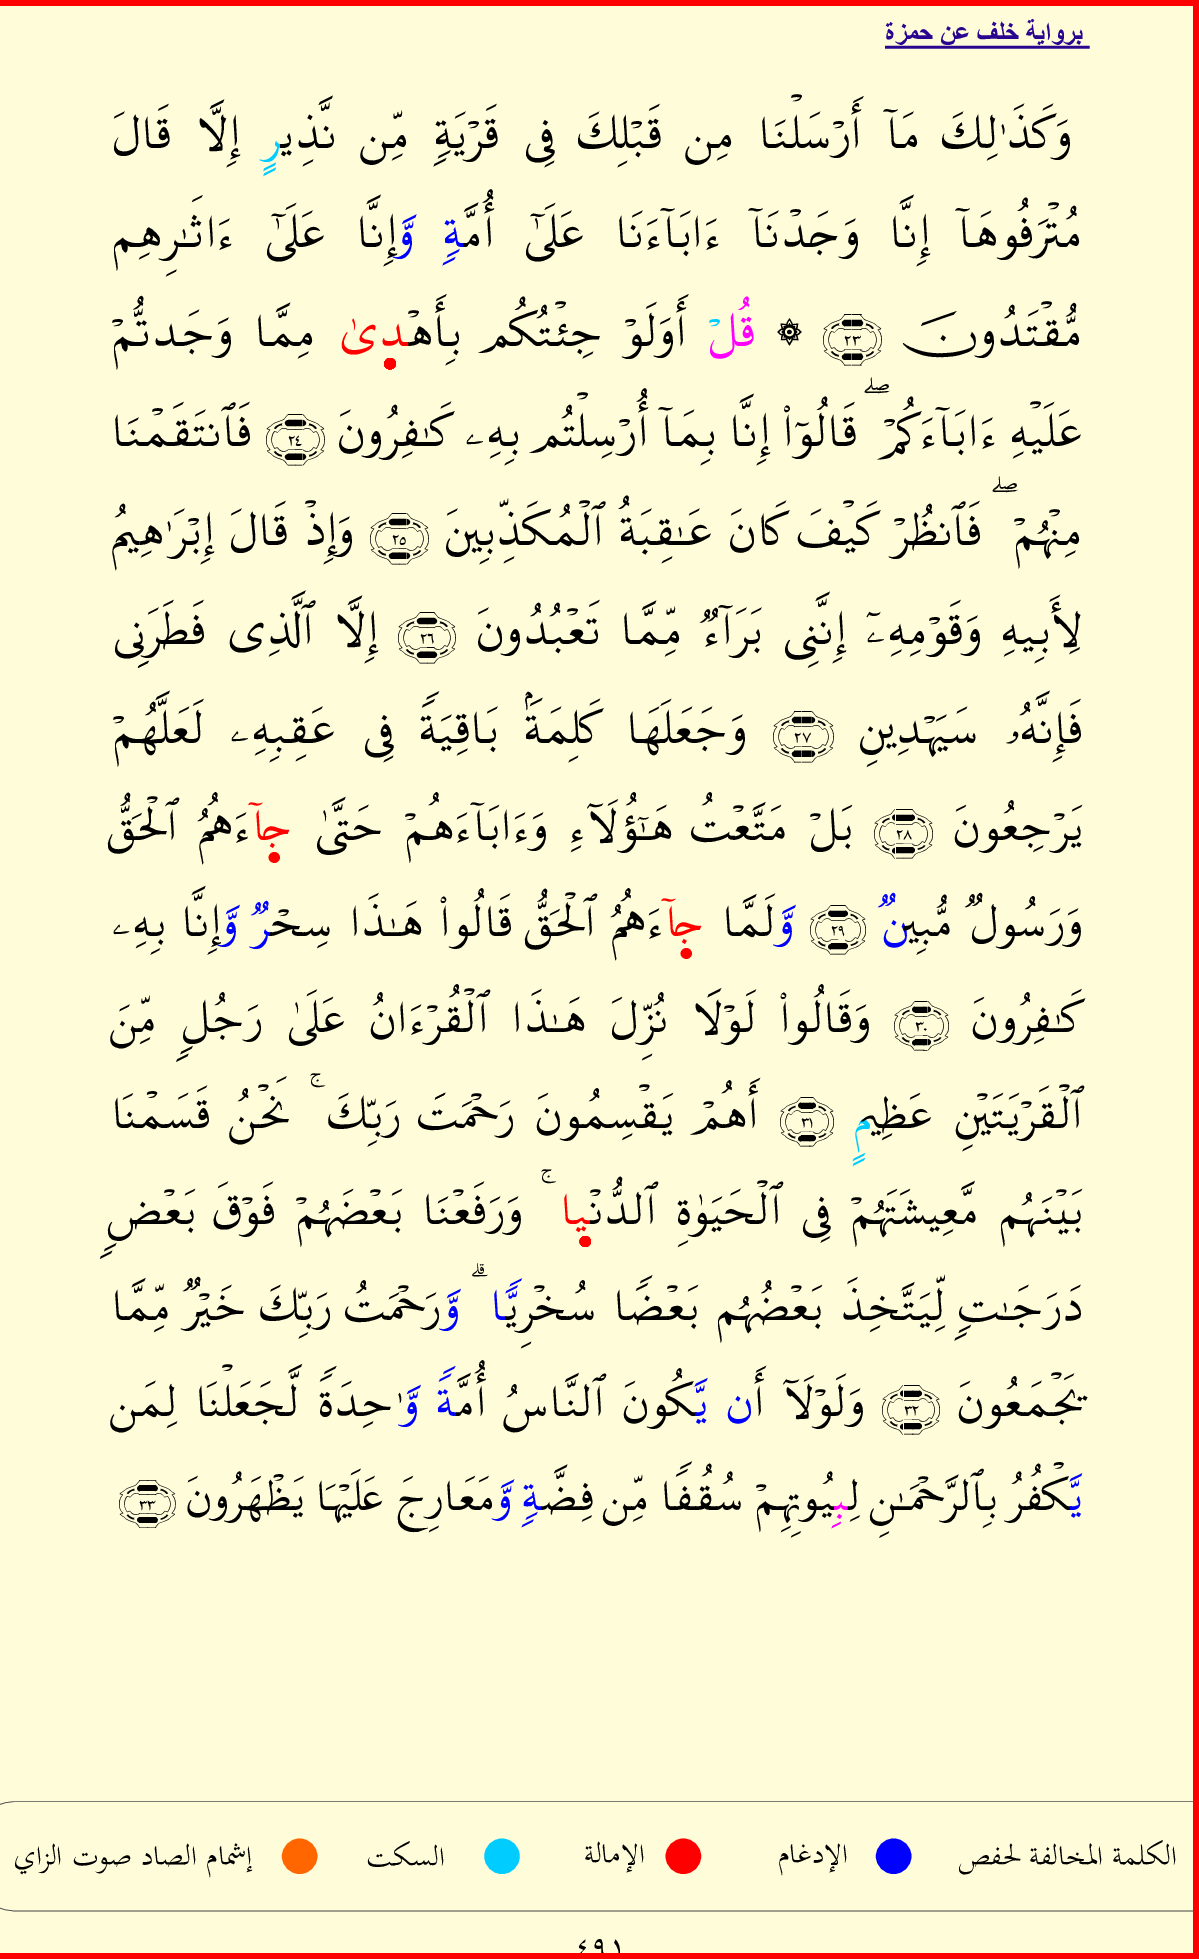 برواية خلف عن حمزة
وَكَذَٰلِكَ مَآ أَرۡسَلۡنَا مِن قَبۡلِكَ فِى قَرۡيَةٖ مِّن نَّذِيرٍ إِلَّا قَالَ
مُتۡرَفُوهَآ إِنَّا وَجَدۡنَآ ءَابَآءَنَا عَلَىٰٓ أُمَّةٖ وَّإِنَّا عَلَىٰٓ ءَاثَٰرِهِم
مُّقۡتَدُونَ ٢٣ ۞ قُلۡ أَوَلَوۡ جِئۡتُكُم بِأَهۡدِىٰ مِمَّا وَجَدتُّمۡ
عَلَيۡهِ ءَابَآءَكُمۡۖ قَالُوٓاْ إِنَّا بِمَآ أُرۡسِلۡتُم بِهِۦ كَٰفِرُونَ ٢٤ فَٱنتَقَمۡنَا
مِنۡهُمۡۖ فَٱنظُرۡ كَيۡفَ كَانَ عَٰقِبَةُ ٱلۡمُكَذِّبِينَ ٢٥ وَإِذۡ قَالَ إِبۡرَٰهِيمُ
لِأَبِيهِ وَقَوۡمِهِۦٓ إِنَّنِى بَرَآءٞ مِّمَّا تَعۡبُدُونَ ٢٦ إِلَّا ٱلَّذِى فَطَرَنِى
فَإِنَّهُۥ سَيَهۡدِينِ ٢٧ وَجَعَلَهَا كَلِمَةَۢ بَاقِيَةٗ فِى عَقِبِهِۦ لَعَلَّهُمۡ
يَرۡجِعُونَ ٢٨ بَلۡ مَتَّعۡتُ هَٰٓؤُلَآءِ وَءَابَآءَهُمۡ حَتَّىٰ جِآءَهُمُ ٱلۡحَقُّ
وَرَسُولٞ مُّبِينٞ ٢٩ وَّلَمَّا جِآءَهُمُ ٱلۡحَقُّ قَالُواْ هَٰذَا سِحۡرٞ وَّإِنَّا بِهِۦ
كَٰفِرُونَ ٣٠ وَقَالُواْ لَوۡلَا نُزِّلَ هَٰذَا ٱلۡقُرۡءَانُ عَلَىٰ رَجُلٖ مِّنَ
ٱلۡقَرۡيَتَيۡنِ عَظِيمٍ ٣١ أَهُمۡ يَقۡسِمُونَ رَحۡمَتَ رَبِّكَۚ نَحۡنُ قَسَمۡنَا
بَيۡنَهُم مَّعِيشَتَهُمۡ فِى ٱلۡحَيَوٰةِ ٱلدُّنۡيِاۚ وَرَفَعۡنَا بَعۡضَهُمۡ فَوۡقَ بَعۡضٖ
دَرَجَٰتٖ لِّيَتَّخِذَ بَعۡضُهُم بَعۡضٗا سُخۡرِيّٗاۗ وَّرَحۡمَتُ رَبِّكَ خَيۡرٞ مِّمَّا
يَجۡمَعُونَ ٣٢ وَلَوۡلَآ أَن يَّكُونَ ٱلنَّاسُ أُمَّةٗ وَّٰحِدَةٗ لَّجَعَلۡنَا لِمَن
يَّكۡفُرُ بِٱلرَّحۡمَٰنِ لِبِيُوتِهِمۡ سُقُفٗا مِّن فِضَّةٖ وَّمَعَارِجَ عَلَيۡهَا يَظۡهَرُونَ ٣٣
الكلمة المخالفة لحفص الإدغام الإمالة السكت إشمام الصاد صوت الزاي
٤٩١